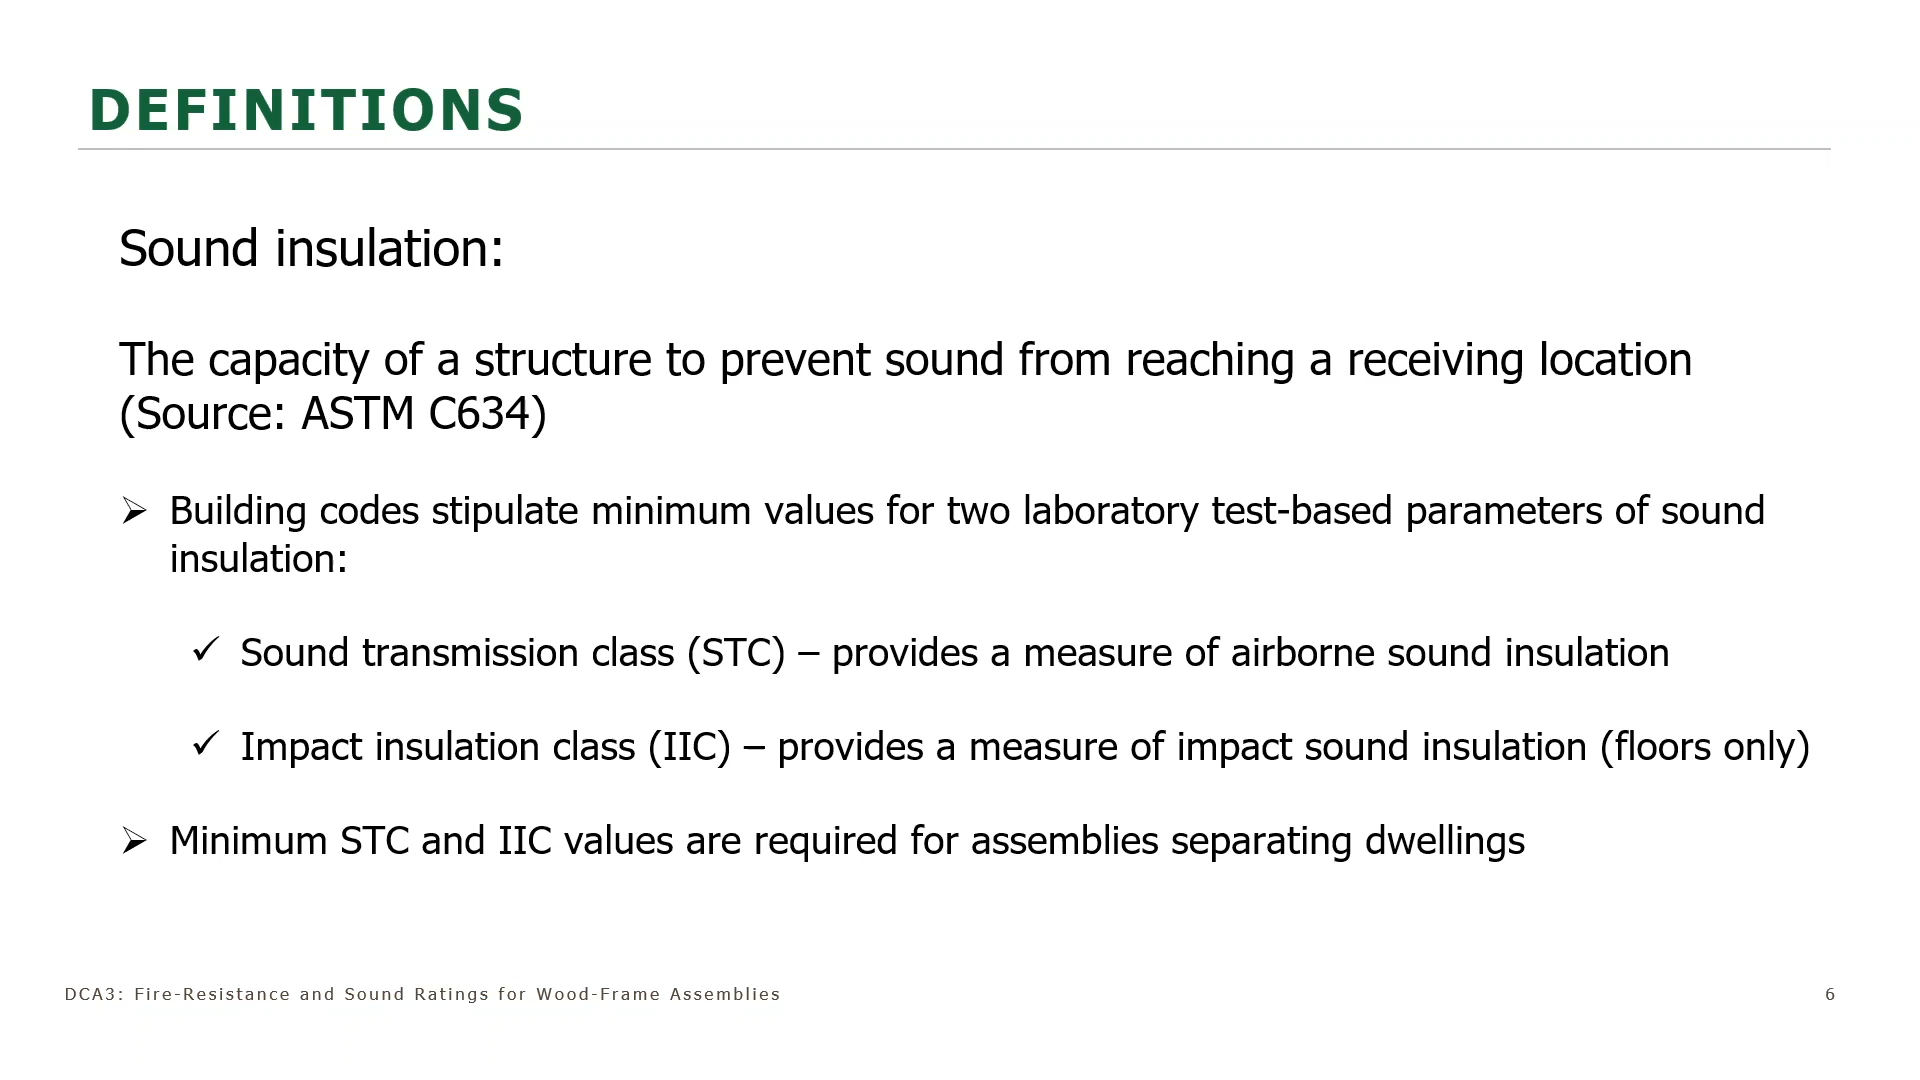 DEFINITIONS
Sound insulation:
The capacity of a structure to prevent sound from reaching a receiving location
(Source: ASTM C634)
➢ Building codes stipulate minimum values for two laboratory test-based parameters of sound
insulation:
✓ Sound transmission class (STC) – provides a measure of airborne sound insulation
✓ Impact insulation class (IIC) – provides a measure of impact sound insulation (floors only)
➢ Minimum STC and IIC values are required for assemblies separating dwellings
DCA3: Fire-Resistance and Sound Ratings for Wood-Frame Assemblies
6